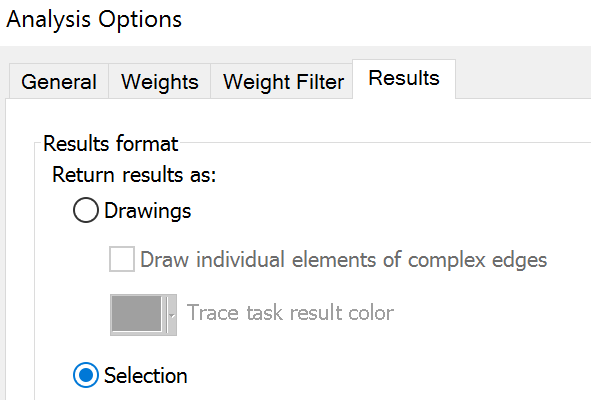 Analysis Options
General Weights Weight Filter Results
Results format
Return results as:
Drawings
Draw individual elements of complex edges
Trace task result color
Selection